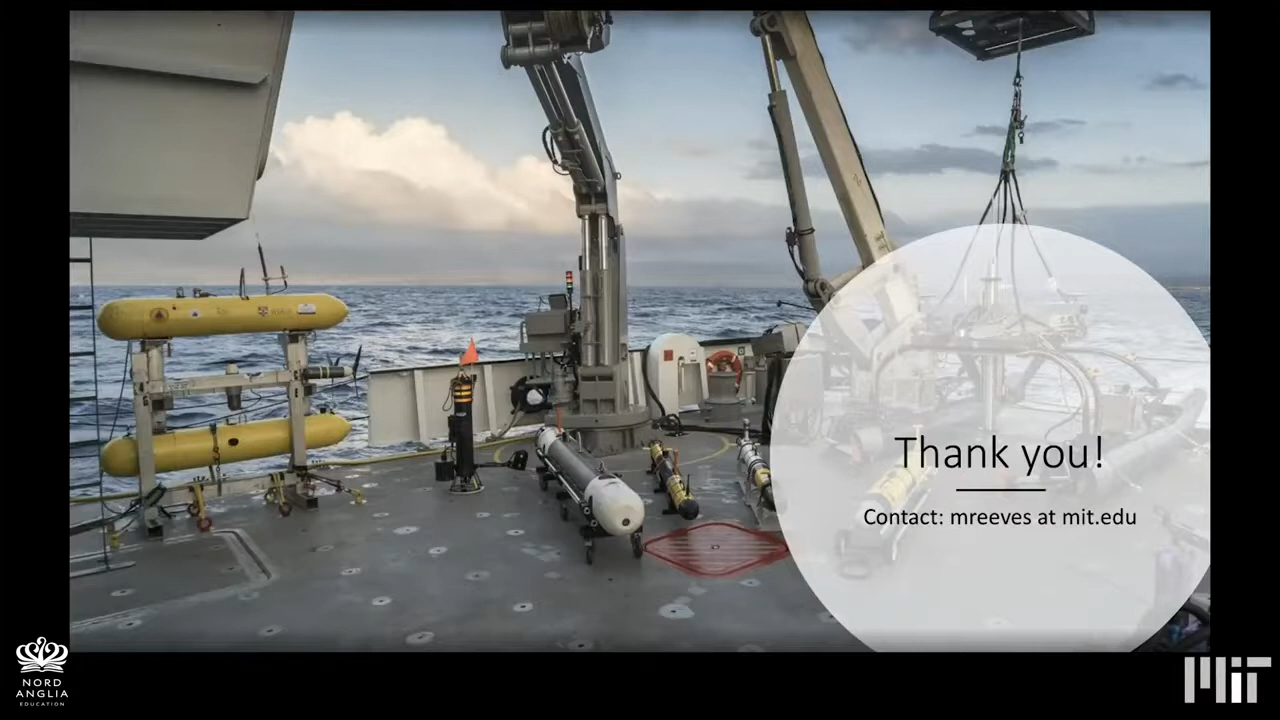 Thank you!
Contact: mreeves at mit.edu
NORD
ANGLIA
EDUCATION
MIT